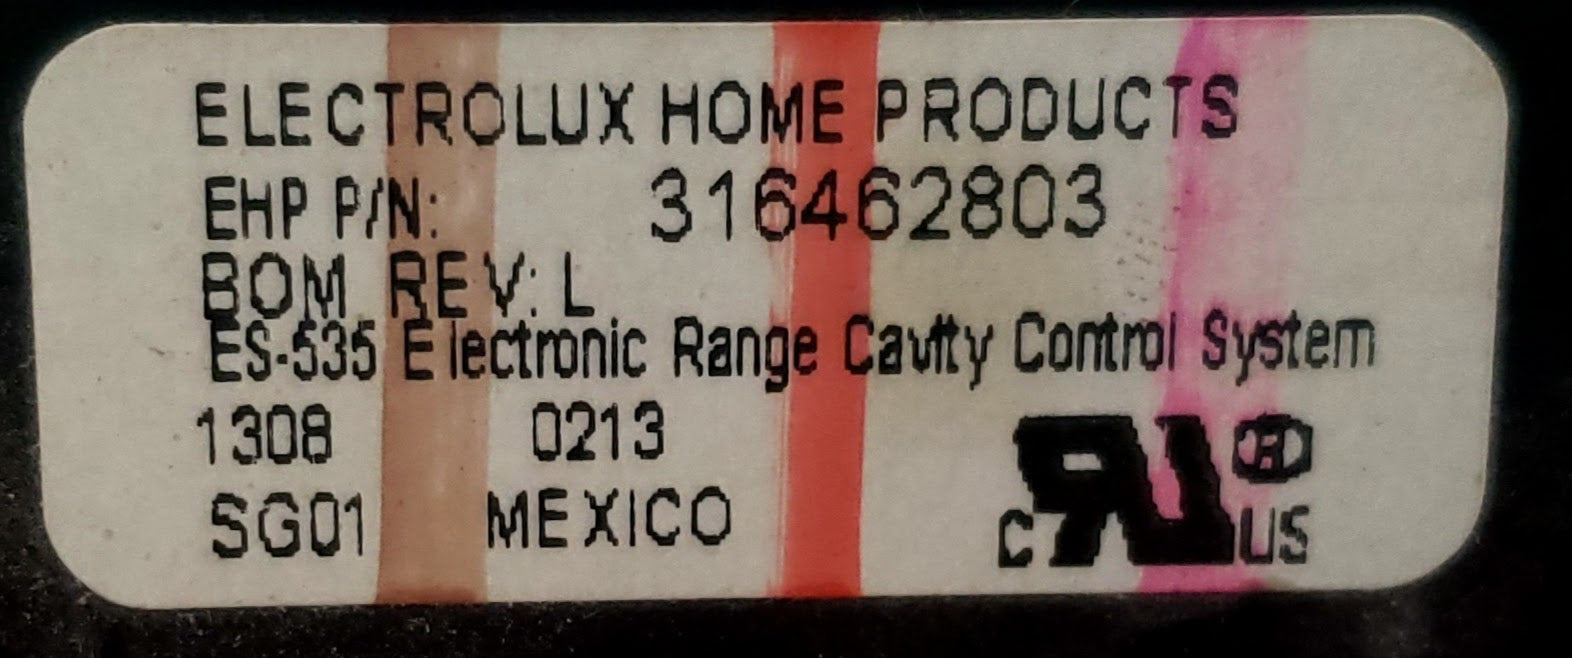 ELECTROLUX HOME PRODUCTS
EHP P/N: 316462803
BOM REV: L
ES-535 Electronic Range Cavity Control System
1308 0213
SG01 MEXICO
C RU US